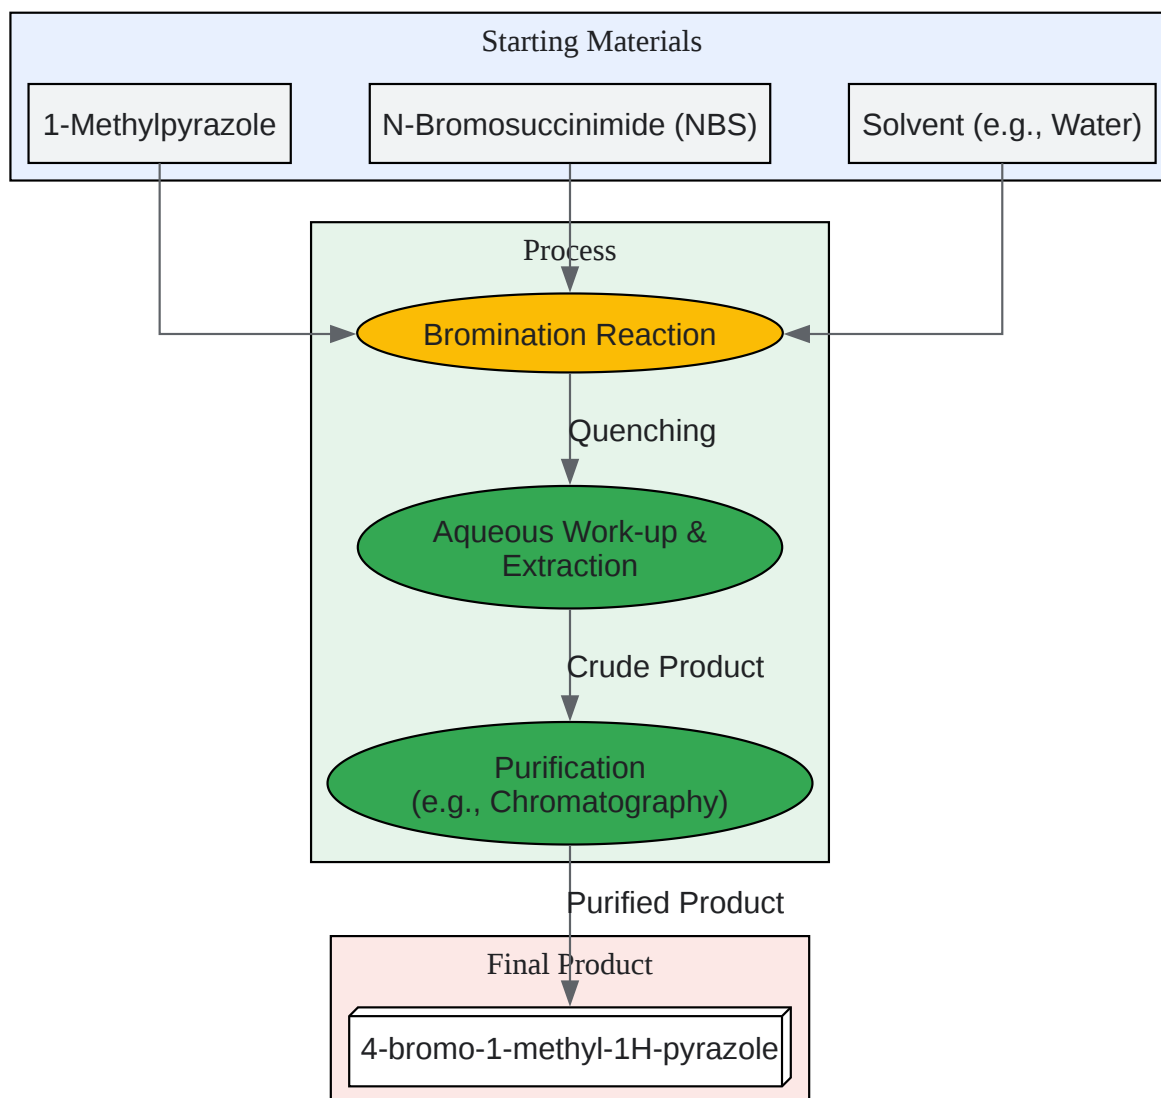 Starting Materials
1-Methylpyrazole
N-Bromosuccinimide (NBS)
Solvent (e.g., Water)
Process
Bromination Reaction
Quenching
Aqueous Work-up &
Extraction
Crude Product
Purification
(e.g., Chromatography)
Purified Product
Final Product
4-bromo-1-methyl-1H-pyrazole